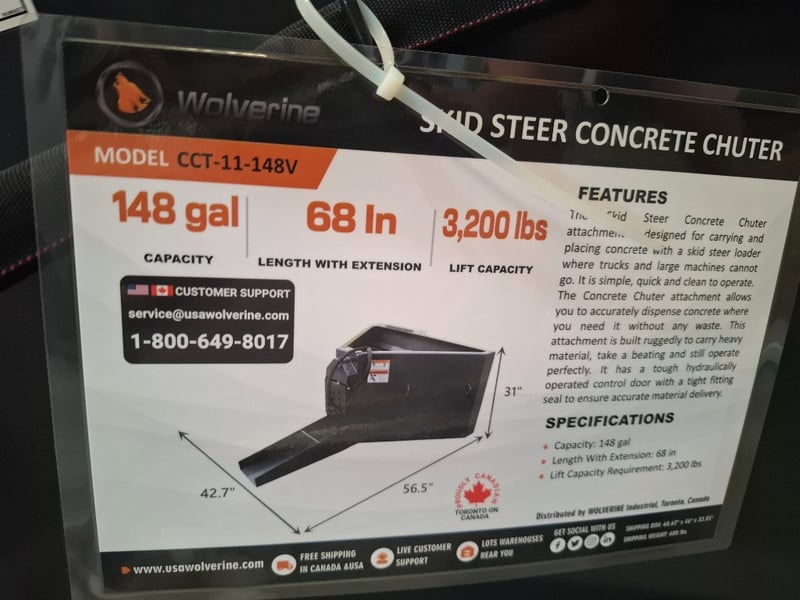 Wolverine
SKID STEER CONCRETE CHUTER
MODEL CCT-11-148V
148 gal
CAPACITY
68 In
LENGTH WITH EXTENSION
3,200 lbs
LIFT CAPACITY
CUSTOMER SUPPORT
service@usawolverine.com
1-800-649-8017
FEATURES
The Skid Steer Concrete Chuter
attachment designed for carrying and
placing concrete with a skid steer loader
where trucks and large machines cannot
go. It is simple, quick and clean to operate.
The Concrete Chuter attachment allows
you to accurately dispense concrete where
you need it without any waste. This
attachment is built ruggedly to carry heavy
material, take a beating and still operate
perfectly. It has a tough hydraulically
operated control door with a tight fitting
seal to ensure accurate material delivery.
SPECIFICATIONS
• Capacity: 148 gal
• Length With Extension: 68 in
• Lift Capacity Requirement: 3,200 lbs
31"
42.7"
56.5"
PROUDLY CANADIAN
TORONTO ON
CANADA
Distributed by WOLVERINE Industrial, Toronto, Canada
www.usawolverine.com
FREE SHIPPING
IN CANADA &USA
LIVE CUSTOMER
SUPPORT
LOTS WAREHOUSES
NEAR YOU
GET SOCIAL WITH US
SHIPPING WEIGHT: 600 lbs